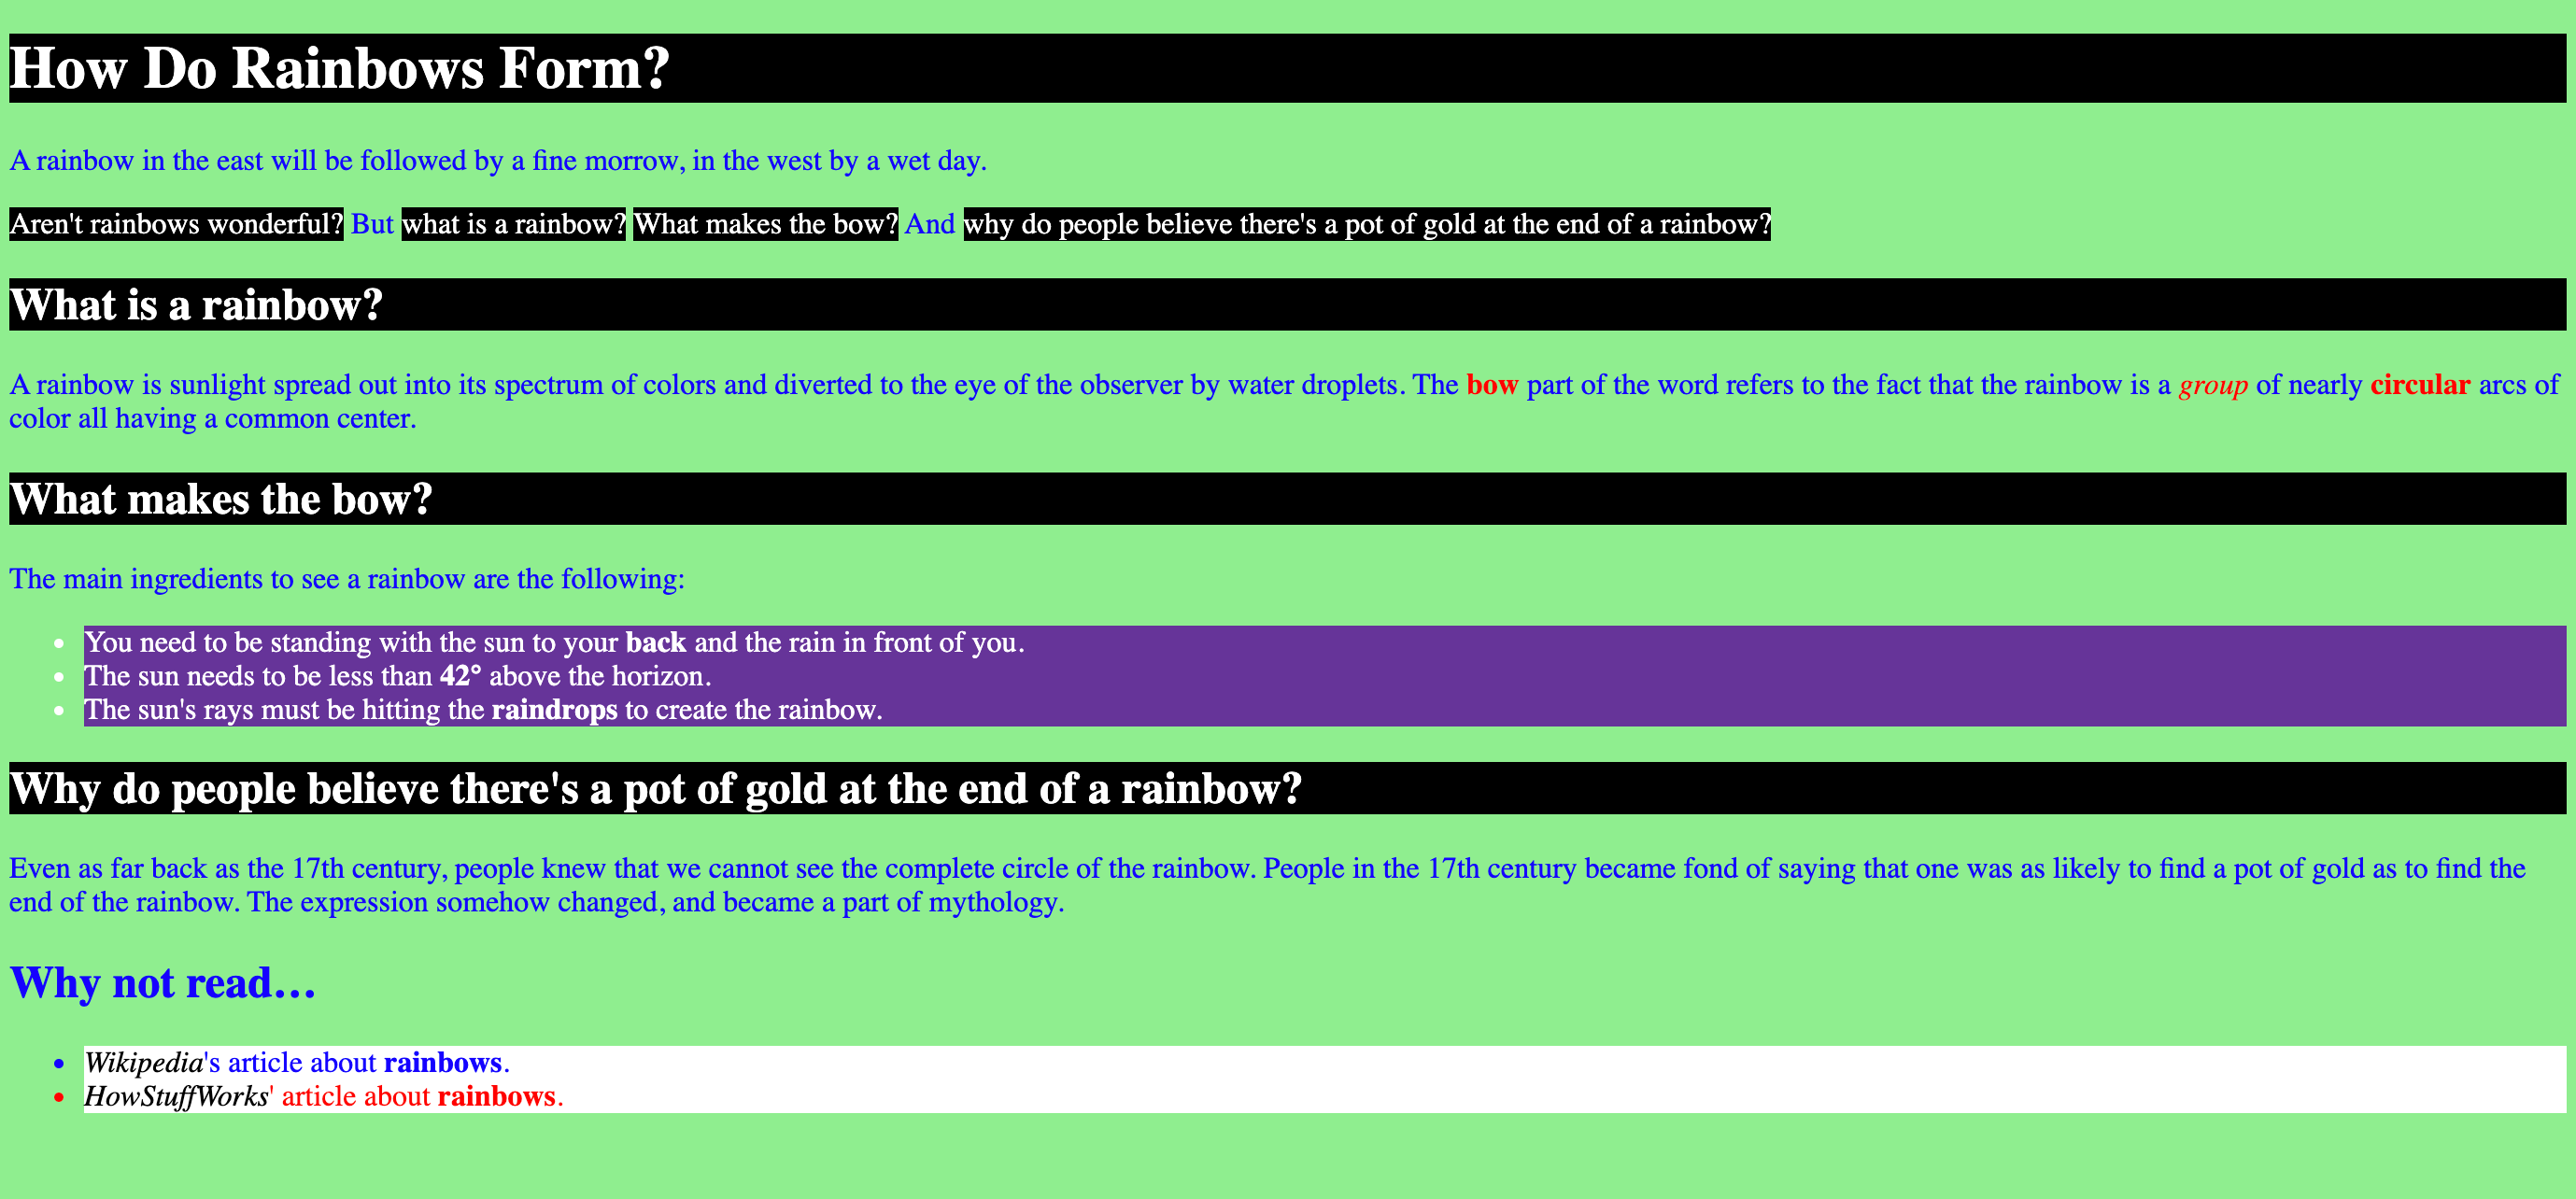 How Do Rainbows Form?
A rainbow in the east will be followed by a fine morrow, in the west by a wet day.
Aren't rainbows wonderful? But what is a rainbow? What makes the bow? And why do people believe there's a pot of gold at the end of a rainbow?
What is a rainbow?
A rainbow is sunlight spread out into its spectrum of colors and diverted to the eye of the observer by water droplets. The bow part of the word refers to the fact that the rainbow is a group of nearly circular arcs of
color all having a common center.
What makes the bow?
The main ingredients to see a rainbow are the following:
• You need to be standing with the sun to your back and the rain in front of you.
• The sun needs to be less than 42° above the horizon.
• The sun's rays must be hitting the raindrops to create the rainbow.
Why do people believe there's a pot of gold at the end of a rainbow?
Even as far back as the 17th century, people knew that we cannot see the complete circle of the rainbow. People in the 17th century became fond of saying that one was as likely to find a pot of gold as to find the
end of the rainbow. The expression somehow changed, and became a part of mythology.
Why not read…
• Wikipedia's article about rainbows.
• HowStuffWorks' article about rainbows.